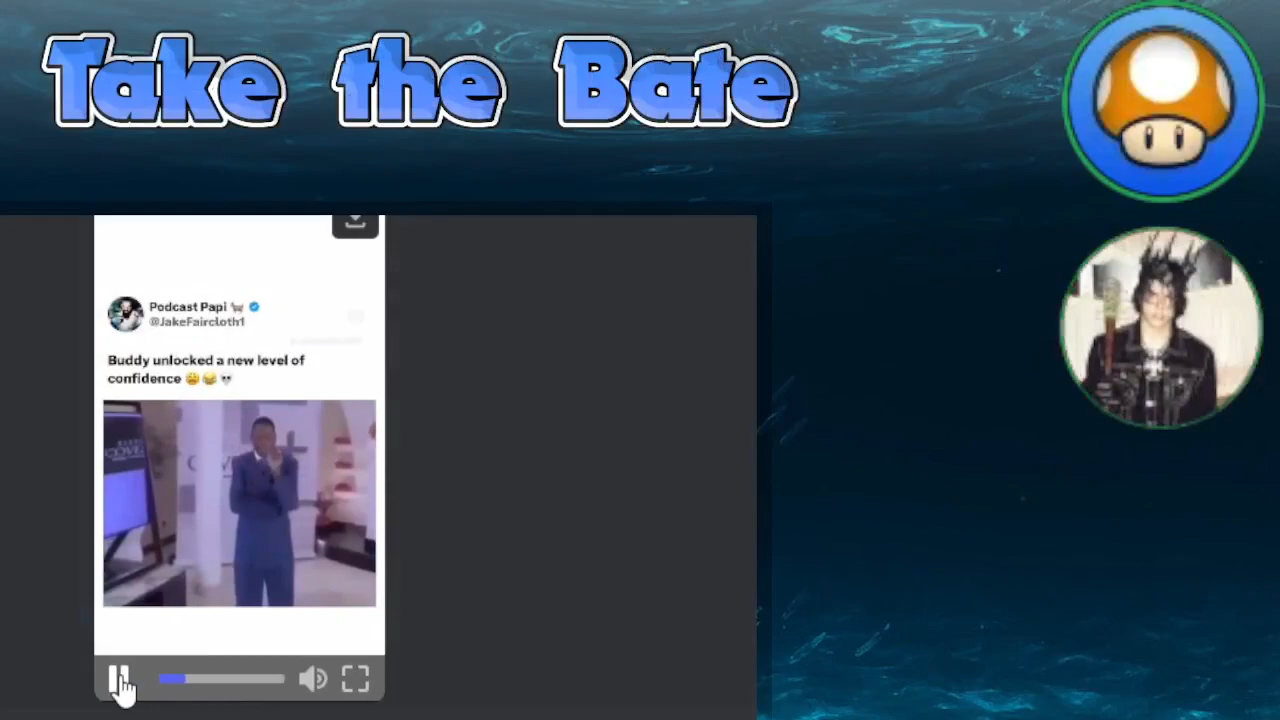 Take the Bate
Podcast Papi
@JakeFaircloth1
Buddy unlocked a new level of
confidence